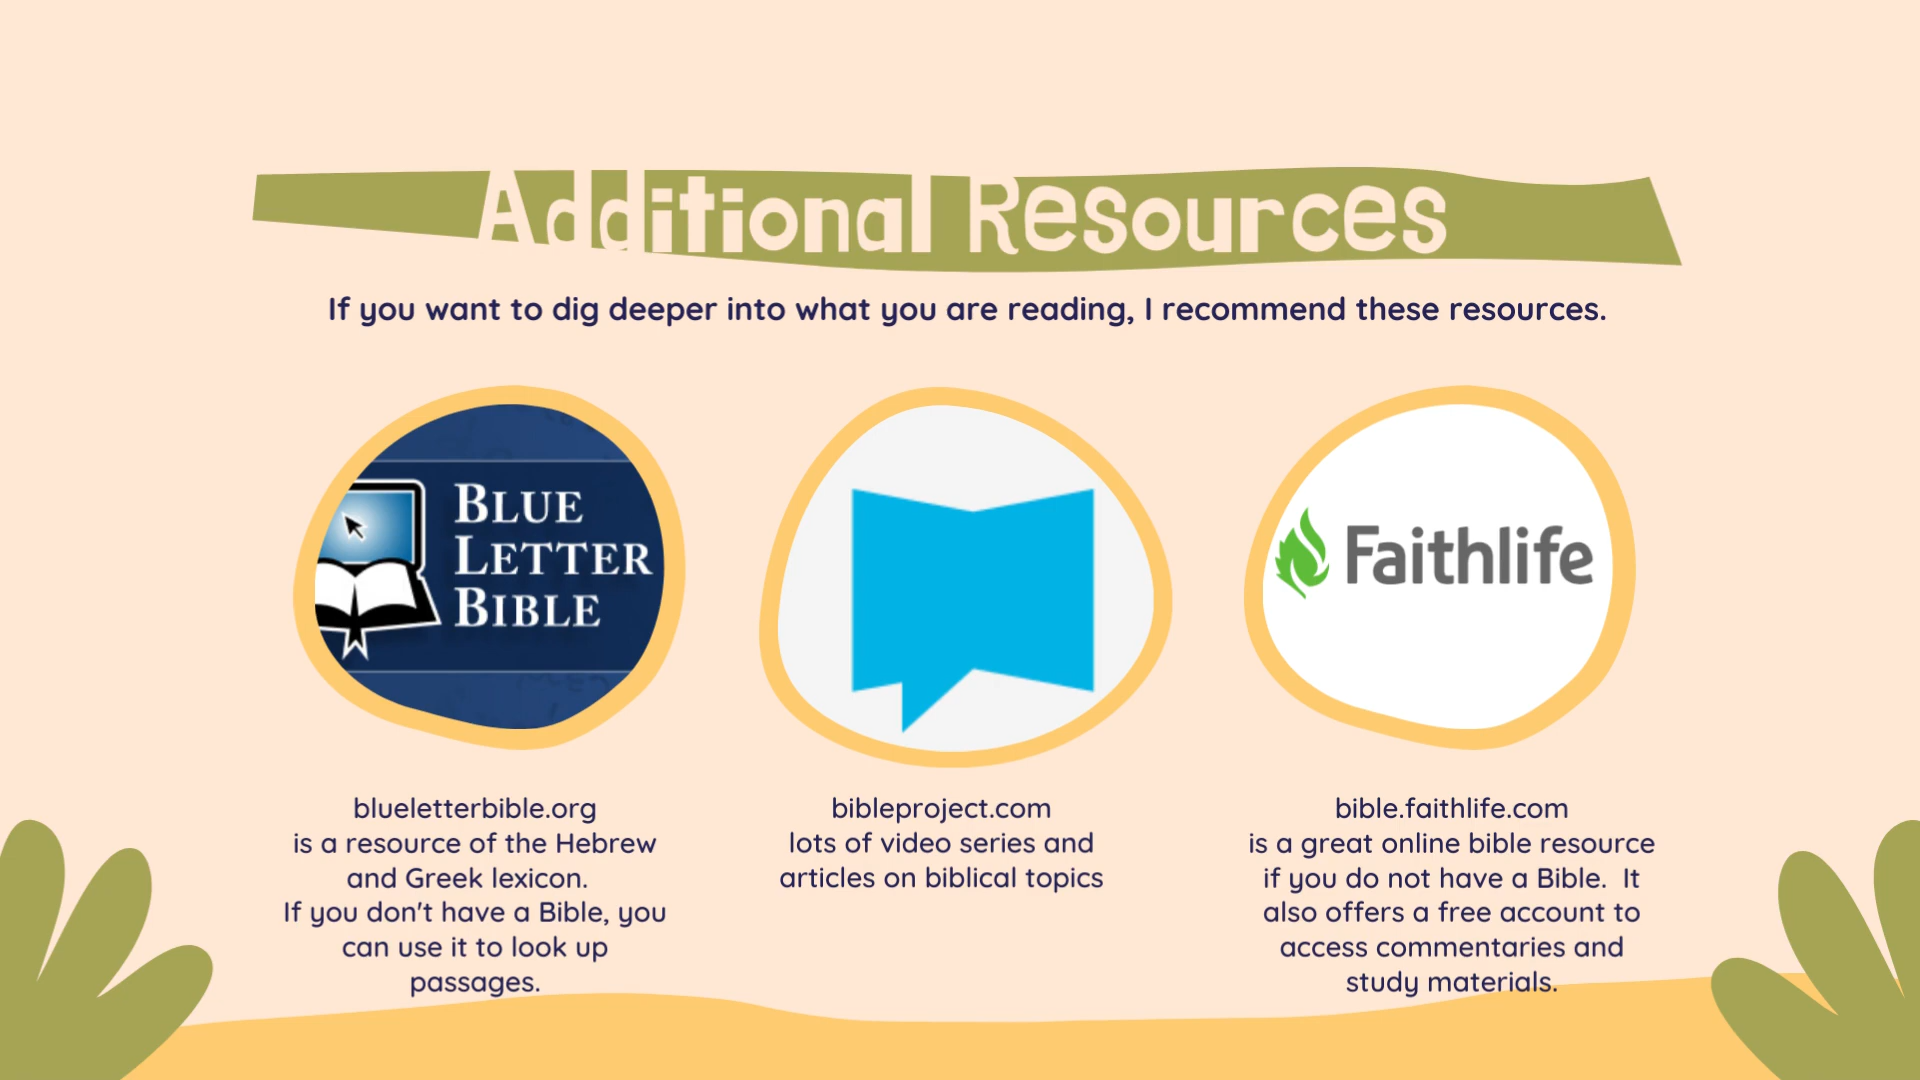 Additional Resources
If you want to dig deeper into what you are reading, I recommend these resources.
BLUE
LETTER
BIBLE
Faithlife
blueletterbible.org
is a resource of the Hebrew
and Greek lexicon.
If you don't have a Bible, you
can use it to look up
passages.
bibleproject.com
lots of video series and
articles on biblical topics
bible.faithlife.com
is a great online bible resource
if you do not have a Bible.  It
also offers a free account to
access commentaries and
study materials.